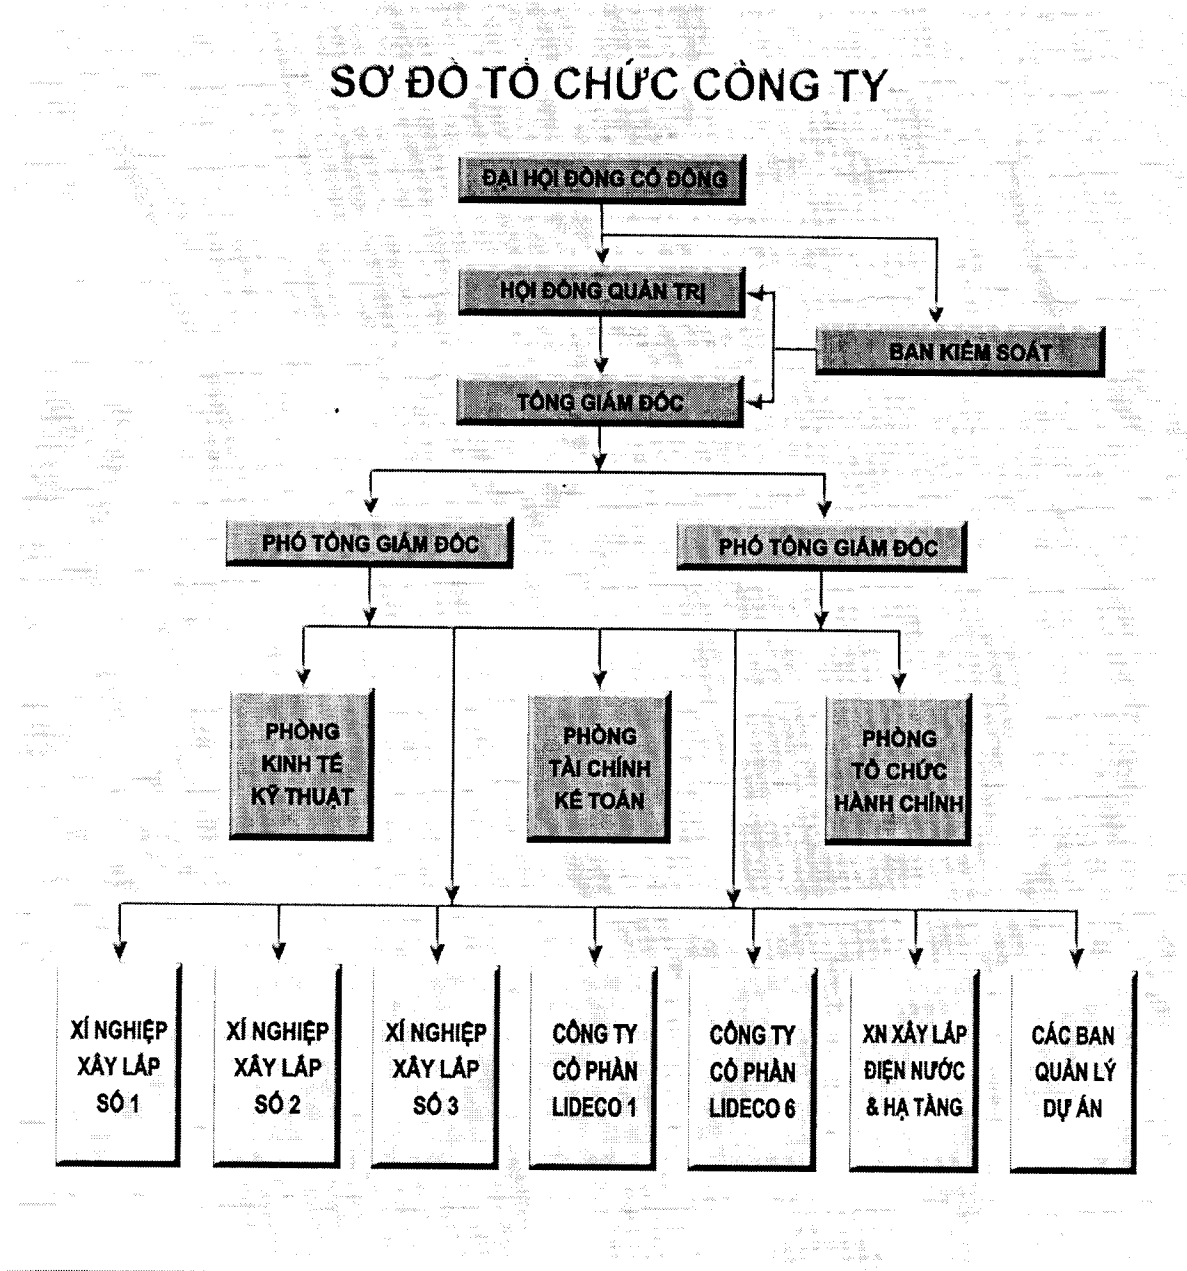 SƠ ĐỒ TỔ CHỨC CÔNG TY
ĐẠI HỘI ĐỒNG CỔ ĐÔNG
HỘI ĐỒNG QUẢN TRỊ
BAN KIỂM SOÁT
TỔNG GIÁM ĐỐC
PHÓ TỔNG GIÁM ĐỐC
PHÓ TỔNG GIÁM ĐỐC
PHÒNG
KINH TẾ
KỸ THUẬT
PHÒNG
TÀI CHÍNH
KẾ TOÁN
PHÒNG
TỔ CHỨC
HÀNH CHÍNH
XÍ NGHIỆP
XÂY LẮP
SỐ 1
XÍ NGHIỆP
XÂY LẮP
SỐ 2
XÍ NGHIỆP
XÂY LẮP
SỐ 3
CÔNG TY
CỔ PHẦN
LIDECO 1
CÔNG TY
CỔ PHẦN
LIDECO 6
XN XÂY LẮP
ĐIỆN NƯỚC
& HẠ TẦNG
CÁC BAN
QUẢN LÝ
DỰ ÁN